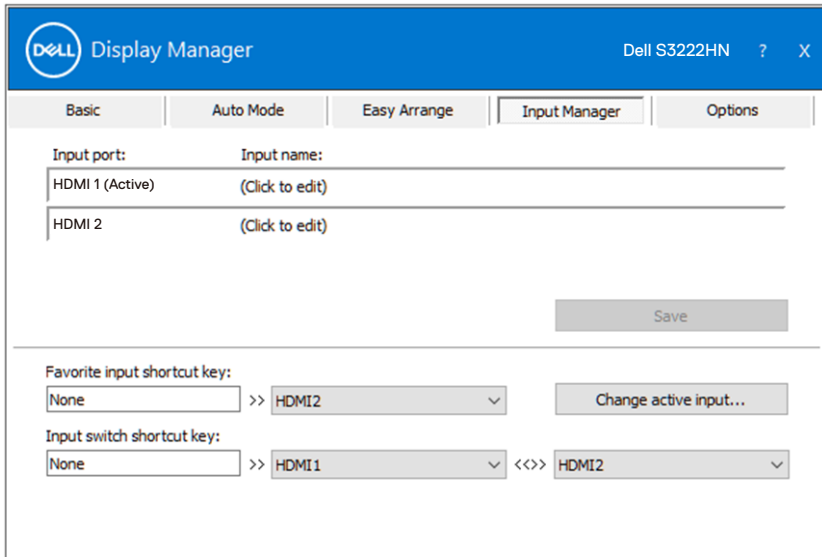 DELL Display Manager Dell S3222HN ? X
Basic Auto Mode Easy Arrange Input Manager Options
Input port: Input name:
HDMI 1 (Active) (Click to edit)
HDMI 2 (Click to edit)
Save
Favorite input shortcut key:
None >> HDMI2 Change active input...
Input switch shortcut key:
None >> HDMI1 <<>> HDMI2